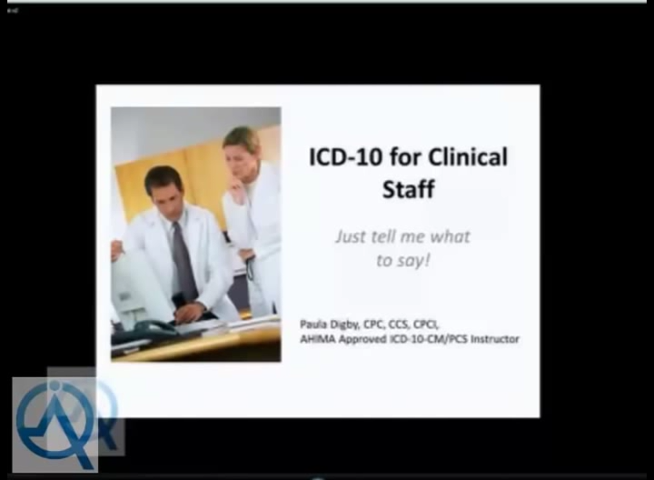 ICD-10 for Clinical
Staff
Just tell me what
to say!
Paula Digby, CPC, CCS, CPCI,
AHIMA Approved ICD-10-CM/PCS Instructor